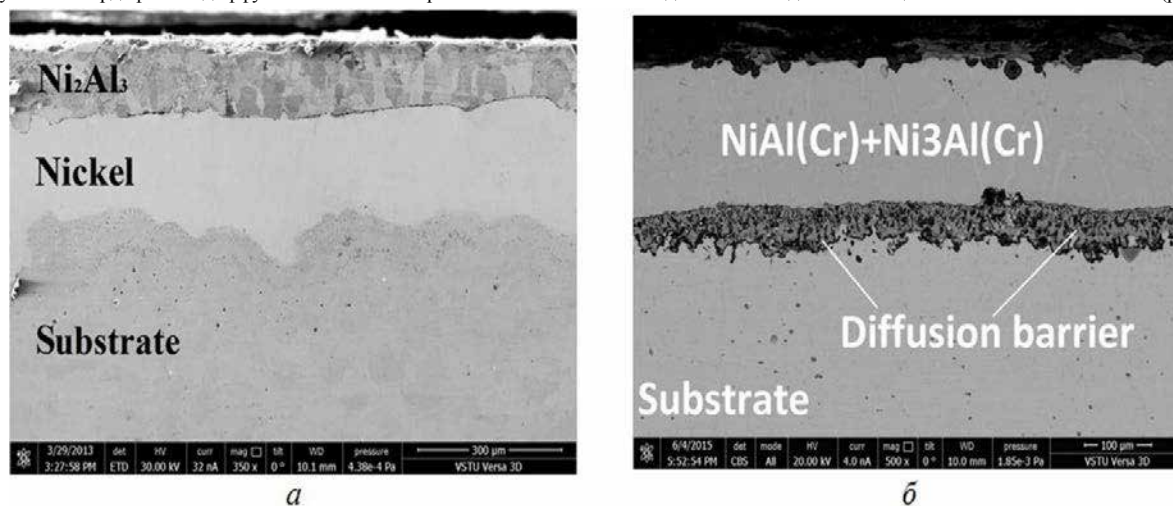 Ni₂Al₃
Nickel
Substrate
3/29/2013 det HV curr mag tilt WD pressure 300 µm
3:27:58 PM ETD 30.00 kV 32 nA 350 x 0 ° 10.1 mm 4.38e-4 Pa VSTU Versa 3D
а
NiAl(Cr)+Ni3Al(Cr)
Diffusion barrier
Substrate
6/4/2015 det mode HV curr mag tilt WD pressure 100 µm
5:52:54 PM CBS All 20.00 kV 4.0 nA 500 x 0 ° 10.0 mm 1.85e-3 Pa VSTU Versa 3D
б